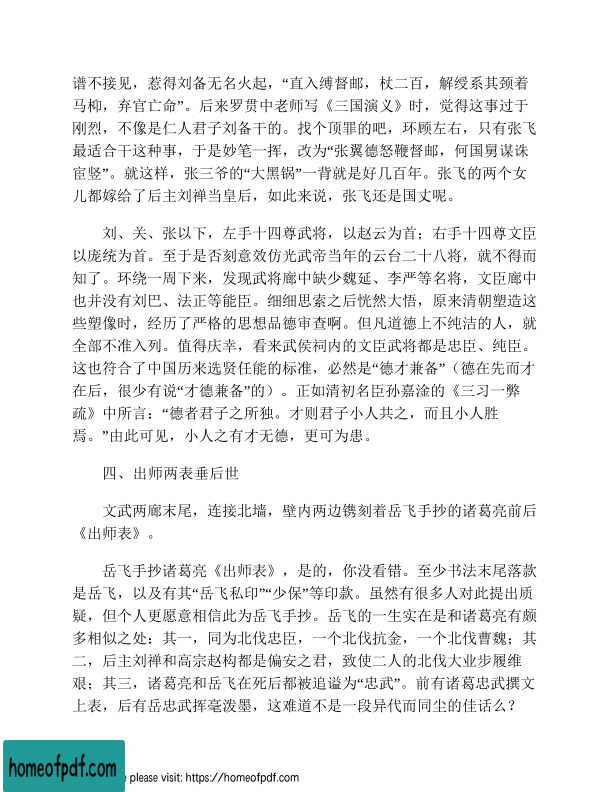 谱不接见，惹得刘备无名火起，“直入缚督邮，杖二百，解绶系其颈着
马枊，弃官亡命”。后来罗贯中老师写《三国演义》时，觉得这事过于
刚烈，不像是仁人君子刘备干的。找个顶罪的吧，环顾左右，只有张飞
最适合干这种事，于是妙笔一挥，改为“张翼德怒鞭督邮，何国舅谋诛
宦竖”。就这样，张三爷的“大黑锅”一背就是好几百年。张飞的两个女
儿都嫁给了后主刘禅当皇后，如此来说，张飞还是国丈呢。
刘、关、张以下，左手十四尊武将，以赵云为首；右手十四尊文臣
以庞统为首。至于是否刻意效仿光武帝当年的云台二十八将，就不得而
知了。环绕一周下来，发现武将廊中缺少魏延、李严等名将，文臣廊中
也并没有刘巴、法正等能臣。细细思索之后恍然大悟，原来清朝塑造这
些塑像时，经历了严格的思想品德审查啊。但凡道德上不纯洁的人，就
全部不准入列。值得庆幸，看来武侯祠内的文臣武将都是忠臣、纯臣。
这也符合了中国历来选贤任能的标准，必然是“德才兼备”（德在先而才
在后，很少有说“才德兼备”的）。正如清初名臣孙嘉淦的《三习一弊
疏》中所言：“德者君子之所独。才则君子小人共之，而且小人胜
焉。”由此可见，小人之有才无德，更可为患。
四、出师两表垂后世
文武两廊末尾，连接北墙，壁内两边镌刻着岳飞手抄的诸葛亮前后
《出师表》。
岳飞手抄诸葛亮《出师表》，是的，你没看错。至少书法末尾落款
是岳飞，以及有其“岳飞私印”“少保”等印款。虽然有很多人对此提出质
疑，但个人更愿意相信此为岳飞手抄。岳飞的一生实在是和诸葛亮有颇
多相似之处：其一，同为北伐忠臣，一个北伐抗金，一个北伐曹魏；其
二，后主刘禅和高宗赵构都是偏安之君，致使二人的北伐大业步履维
艰；其三，诸葛亮和岳飞在死后都被追谥为“忠武”。前有诸葛忠武撰文
上表，后有岳忠武挥毫泼墨，这难道不是一段异代而同尘的佳话么？
homeofpdf.com
e please visit: https://homeofpdf.com